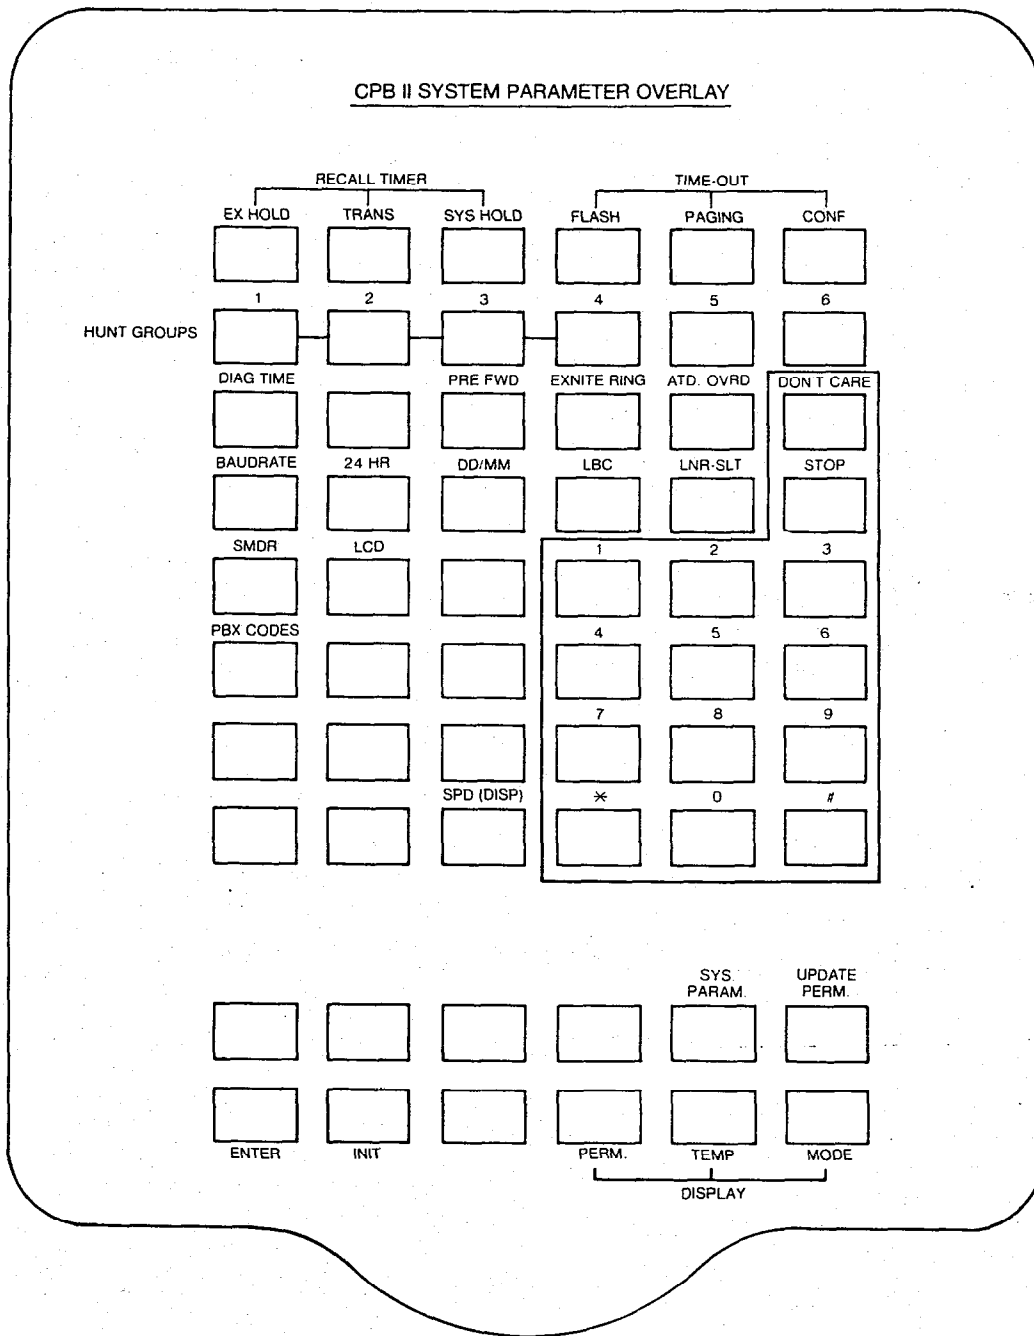 CPB II SYSTEM PARAMETER OVERLAY
RECALL TIMER TIME-OUT
EX HOLD TRANS SYS HOLD FLASH PAGING CONF
1 2 3 4 5 6
HUNT GROUPS
DIAG TIME PRE FWD EXNITE RING ATD. OVRD DON T CARE
BAUDRATE 24 HR DD/MM LBC LNR-SLT STOP
SMDR LCD 1 2 3
PBX CODES 4 5 6
7 8 9
SPD (DISP) * 0 #
SYS. UPDATE
PARAM. PERM.
ENTER INIT PERM. TEMP MODE
DISPLAY